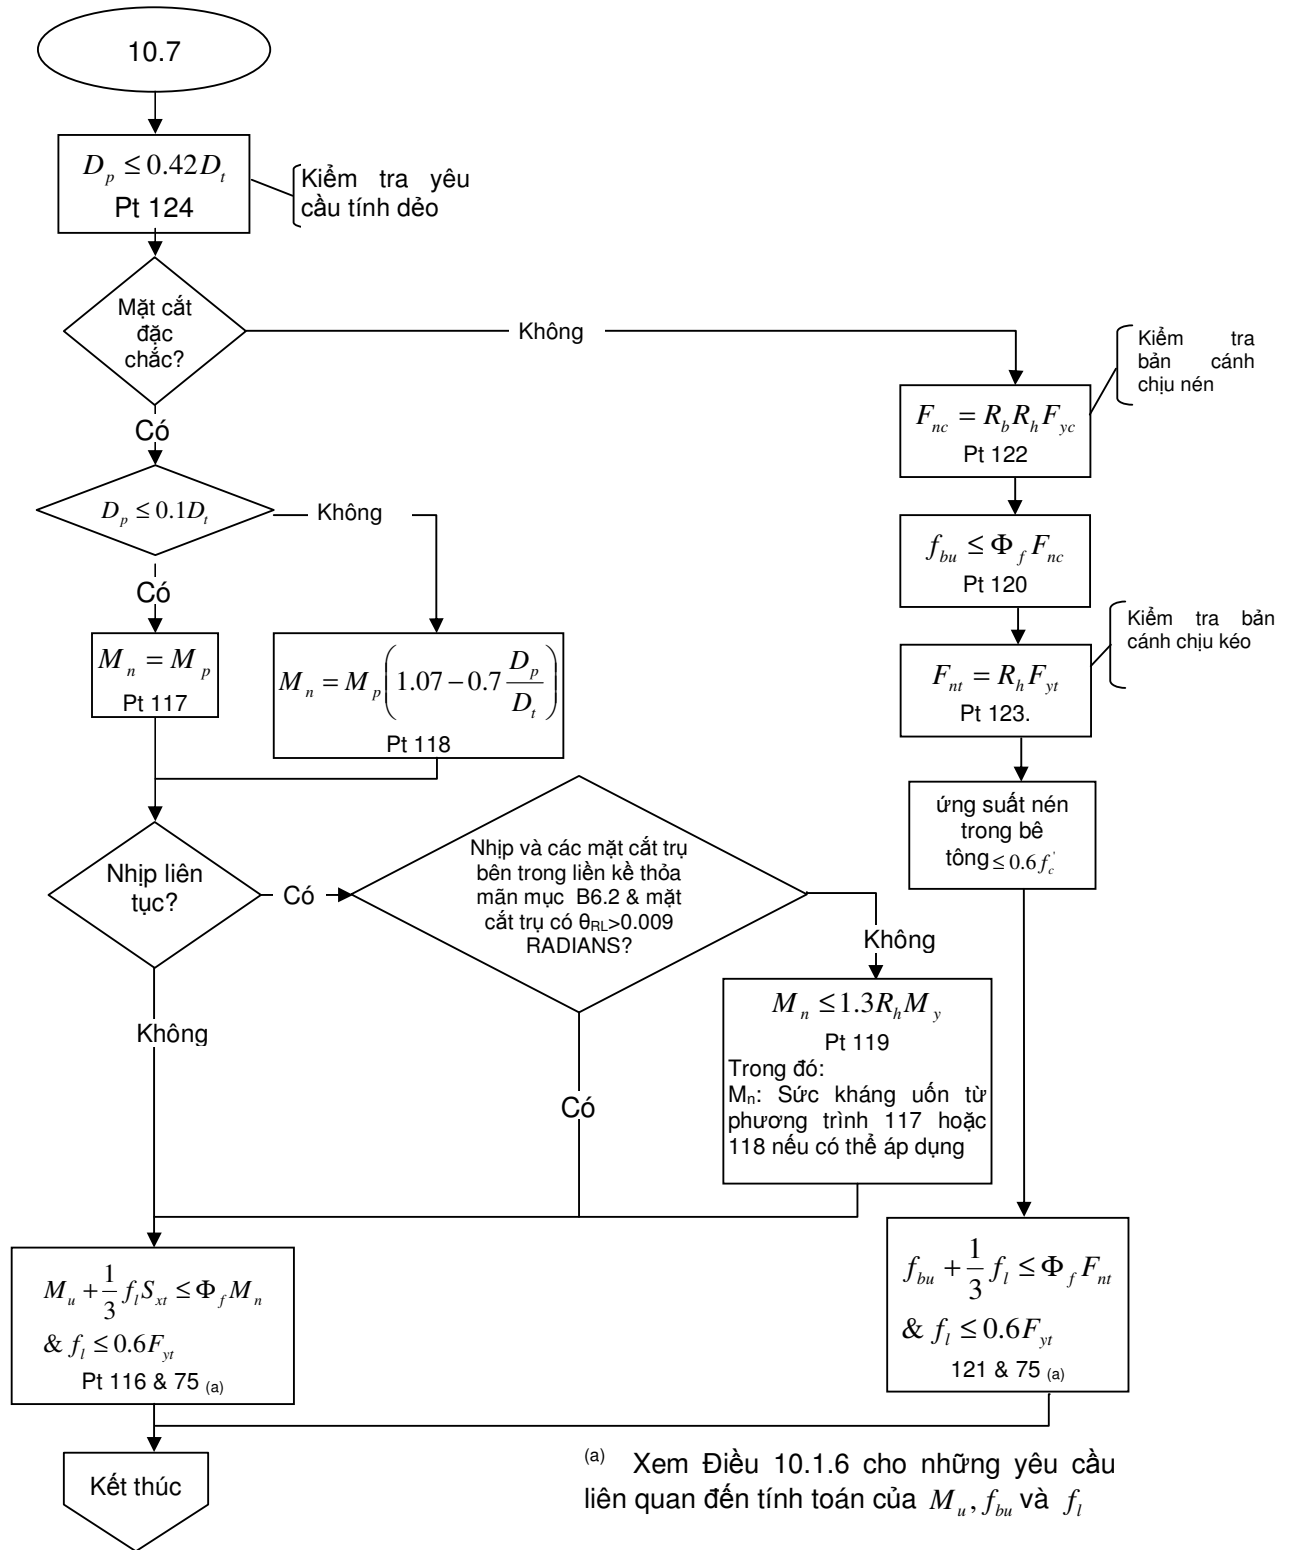 10.7
D_p ≤ 0.42D_t
Pt 124
Kiểm tra yêu
cầu tính dẻo
Mặt cắt
đặc
chắc?
Không
Có
Kiểm tra
bản cánh
chịu nén
F_nc = R_b R_h F_yc
Pt 122
D_p ≤ 0.1D_t
Không
Có
f_bu ≤ Φ_f F_nc
Pt 120
Kiểm tra bản
cánh chịu kéo
M_n = M_p
Pt 117
M_n = M_p(1.07 − 0.7 D_p/D_t)
Pt 118
F_nt = R_h F_yt
Pt 123.
ứng suất nén
trong bê
tông ≤ 0.6f_c'
Nhịp liên
tục?
Có
Nhịp và các mặt cắt trụ
bên trong liền kề thỏa
mãn mục B6.2 & mặt
cắt trụ có θ_RL>0.009
RADIANS?
Không
Không
Có
M_n ≤ 1.3R_h M_y
Pt 119
Trong đó:
M_n: Sức kháng uốn từ
phương trình 117 hoặc
118 nếu có thể áp dụng
M_u + 1/3 f_l S_xt ≤ Φ_f M_n
& f_l ≤ 0.6F_yt
Pt 116 & 75 (a)
f_bu + 1/3 f_l ≤ Φ_f F_nt
& f_l ≤ 0.6F_yt
121 & 75 (a)
Kết thúc
(a) Xem Điều 10.1.6 cho những yêu cầu
liên quan đến tính toán của M_u, f_bu và f_l